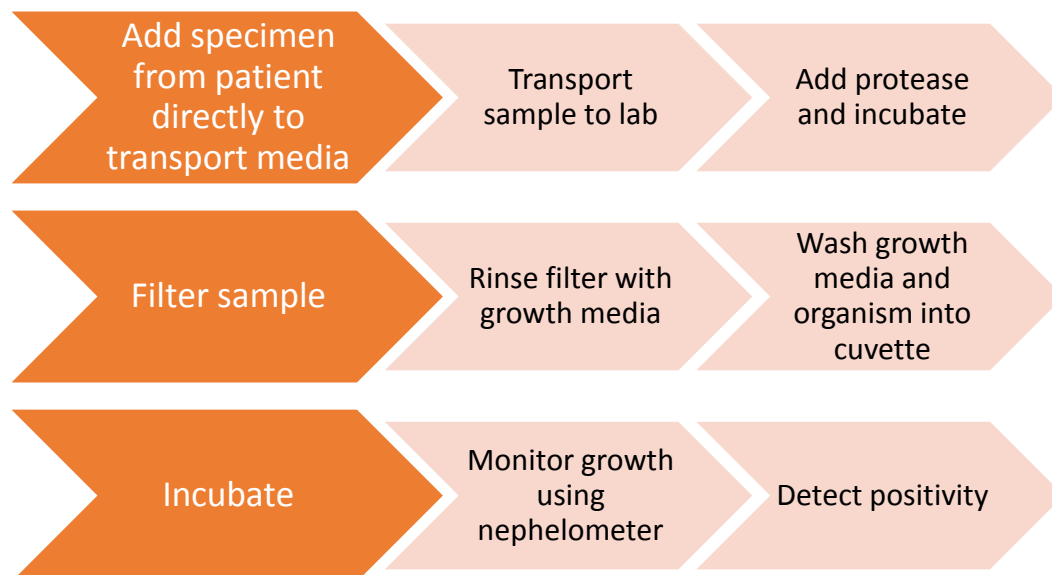 Add specimen
from patient
directly to
transport media
Transport
sample to lab
Add protease
and incubate
Filter sample
Rinse filter with
growth media
Wash growth
media and
organism into
cuvette
Incubate
Monitor growth
using
nephelometer
Detect positivity